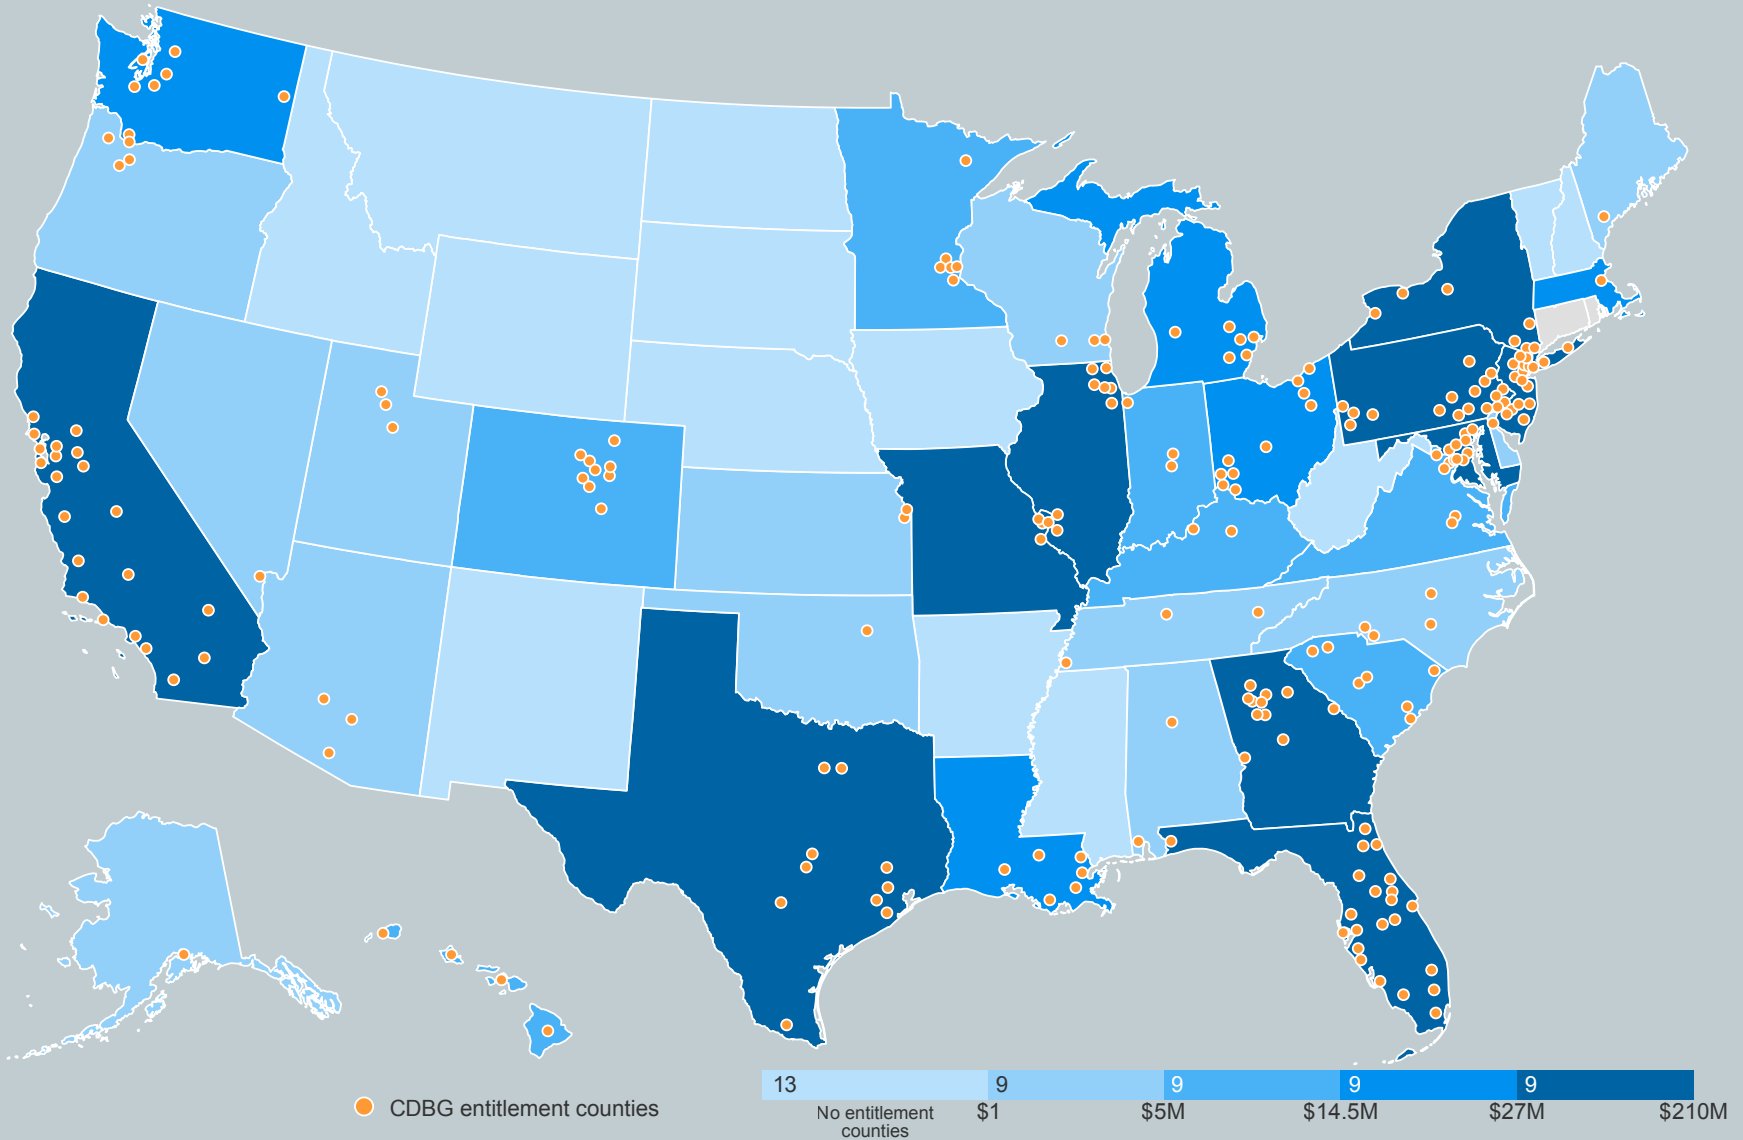 13 9 9 9 9
CDBG entitlement counties
No entitlement
counties
$1 $5M $14.5M $27M $210M